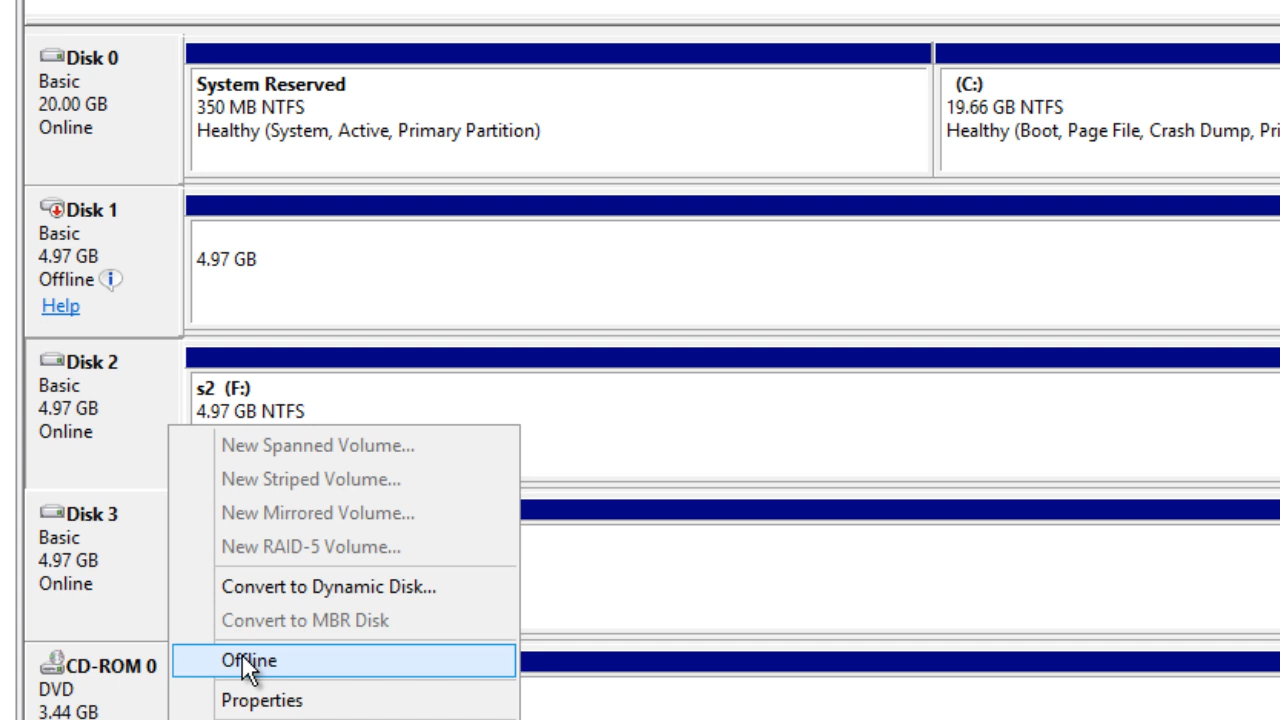 Disk 0
Basic
20.00 GB
Online
System Reserved
350 MB NTFS
Healthy (System, Active, Primary Partition)
(C:)
19.66 GB NTFS
Healthy (Boot, Page File, Crash Dump, Pri
Disk 1
Basic
4.97 GB
Offline
Help
4.97 GB
Disk 2
Basic
4.97 GB
Online
s2 (F:)
4.97 GB NTFS
New Spanned Volume...
New Striped Volume...
New Mirrored Volume...
New RAID-5 Volume...
Convert to Dynamic Disk...
Convert to MBR Disk
Offline
Properties
Disk 3
Basic
4.97 GB
Online
CD-ROM 0
DVD
3.44 GB